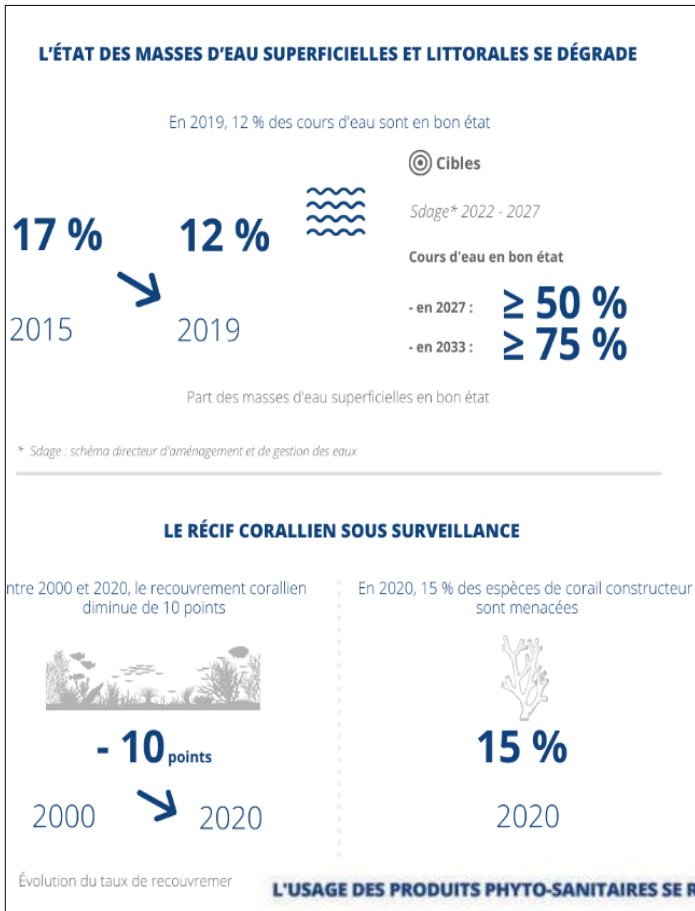 L'ÉTAT DES MASSES D'EAU SUPERFICIELLES ET LITTORALES SE DÉGRADE
En 2019, 12 % des cours d'eau sont en bon état
17 %
12 %
2015
2019
Cibles
Sdage* 2022 - 2027
Cours d'eau en bon état
- en 2027 : ≥ 50 %
- en 2033 : ≥ 75 %
Part des masses d'eau superficielles en bon état
* Sdage : schéma directeur d'aménagement et de gestion des eaux
LE RÉCIF CORALLIEN SOUS SURVEILLANCE
ntre 2000 et 2020, le recouvrement corallien
diminue de 10 points
- 10 points
2000
2020
En 2020, 15 % des espèces de corail constructeur
sont menacées
15 %
2020
Évolution du taux de recouvremer
L'USAGE DES PRODUITS PHYTO-SANITAIRES SE R